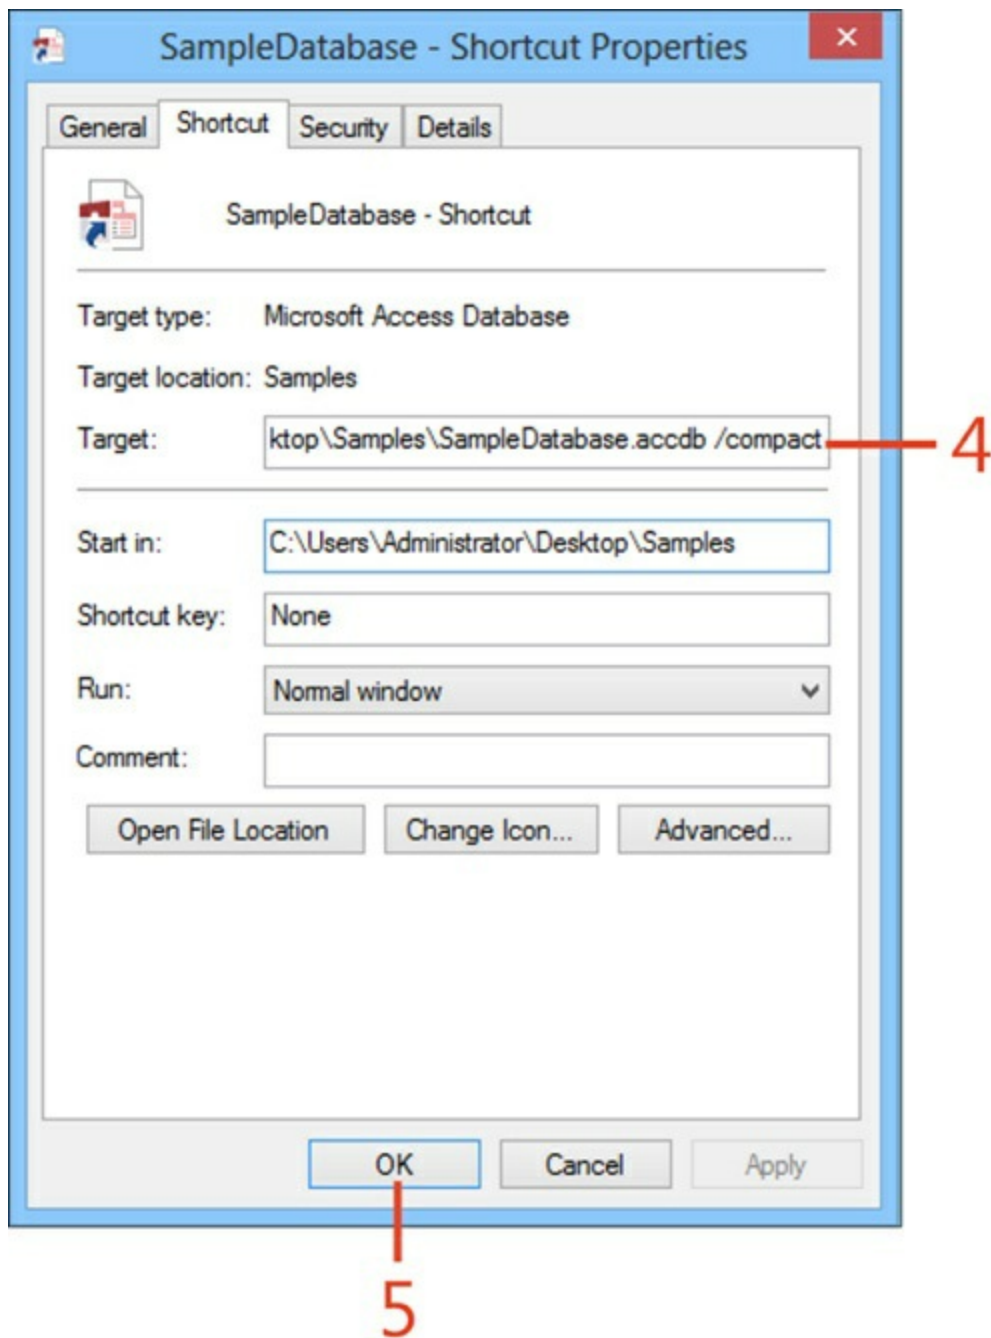 SampleDatabase - Shortcut Properties
General Shortcut Security Details
SampleDatabase - Shortcut
Target type: Microsoft Access Database
Target location: Samples
Target: ktop\Samples\SampleDatabase.accdb /compact 4
Start in: C:\Users\Administrator\Desktop\Samples
Shortcut key: None
Run: Normal window
Comment:
Open File Location Change Icon... Advanced...
OK Cancel Apply
5